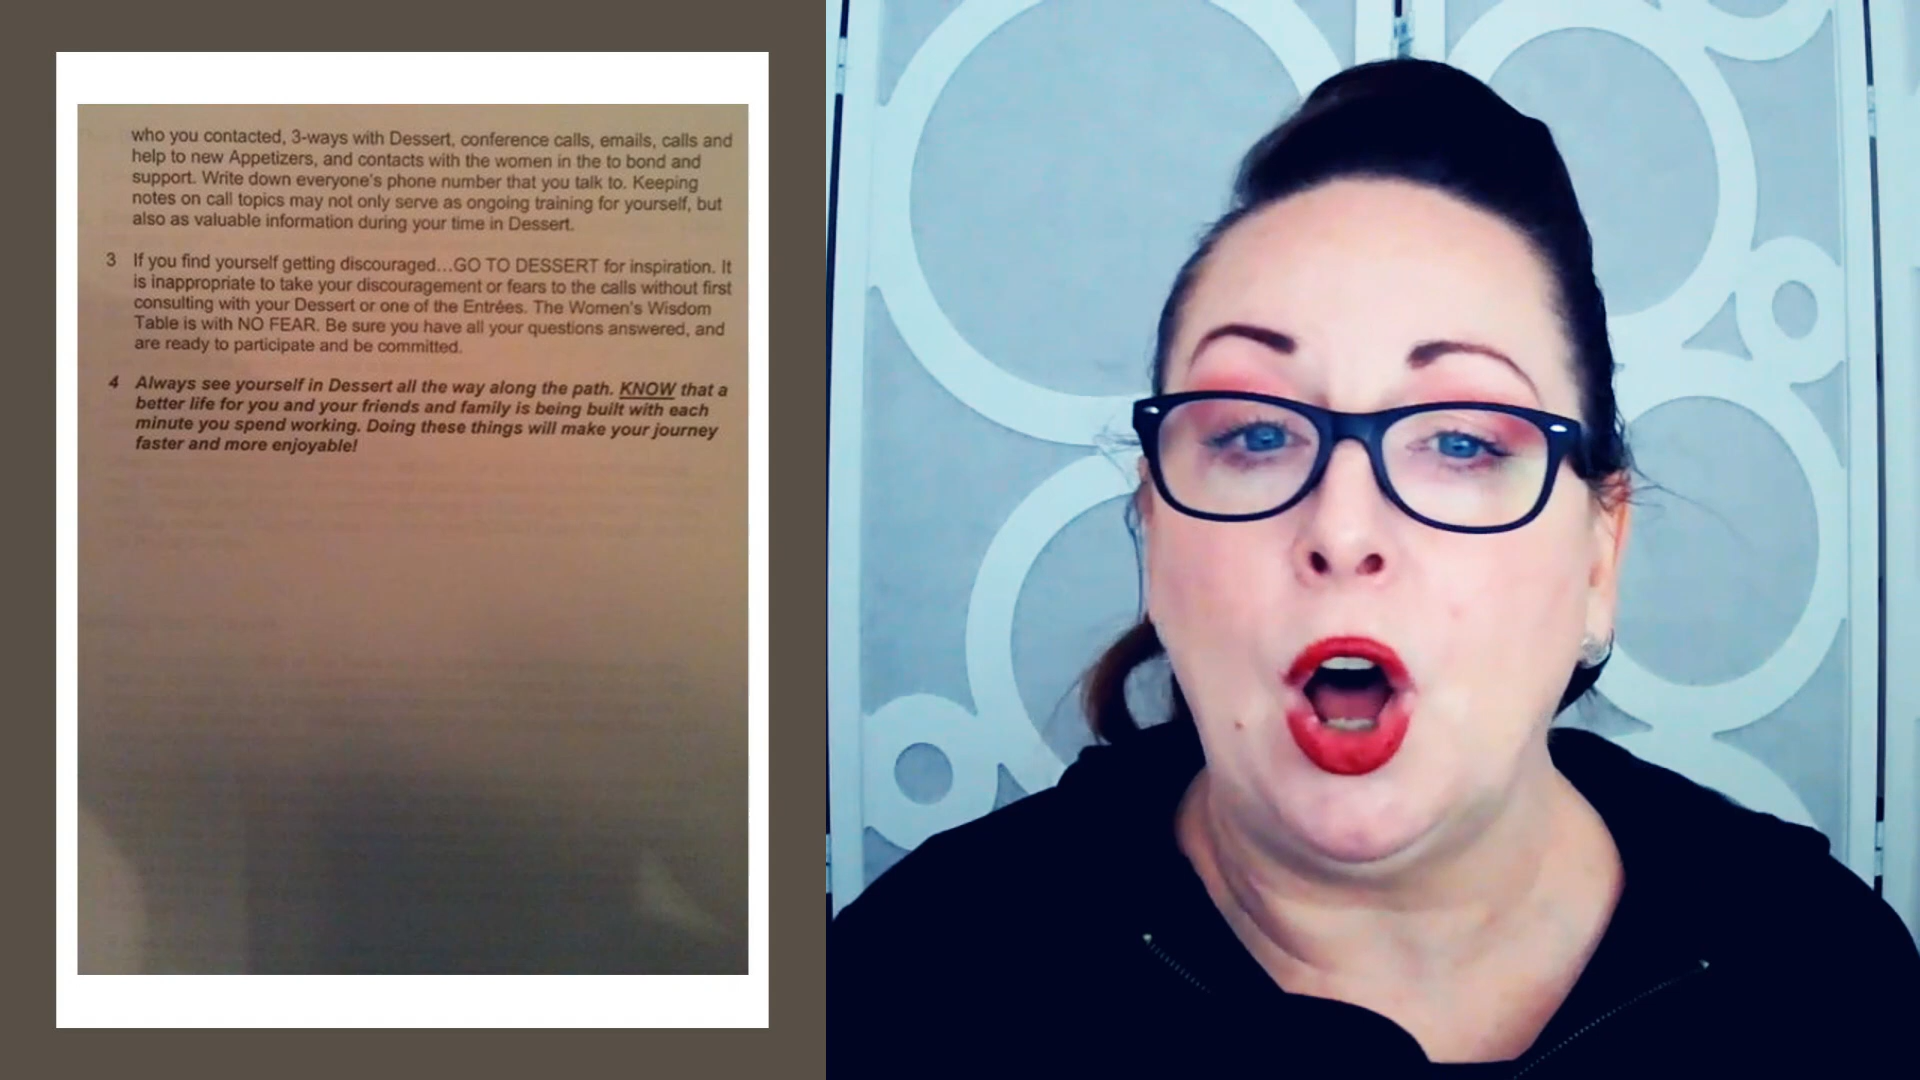 who you contacted, 3-ways with Dessert, conference calls, emails, calls and
help to new Appetizers, and contacts with the women in the to bond and
support. Write down everyone's phone number that you talk to. Keeping
notes on call topics may not only serve as ongoing training for yourself, but
also as valuable information during your time in Dessert.
3 If you find yourself getting discouraged...GO TO DESSERT for inspiration. It
is inappropriate to take your discouragement or fears to the calls without first
consulting with your Dessert or one of the Entrées. The Women's Wisdom
Table is with NO FEAR. Be sure you have all your questions answered, and
are ready to participate and be committed.
4 Always see yourself in Dessert all the way along the path. KNOW that a
better life for you and your friends and family is being built with each
minute you spend working. Doing these things will make your journey
faster and more enjoyable!